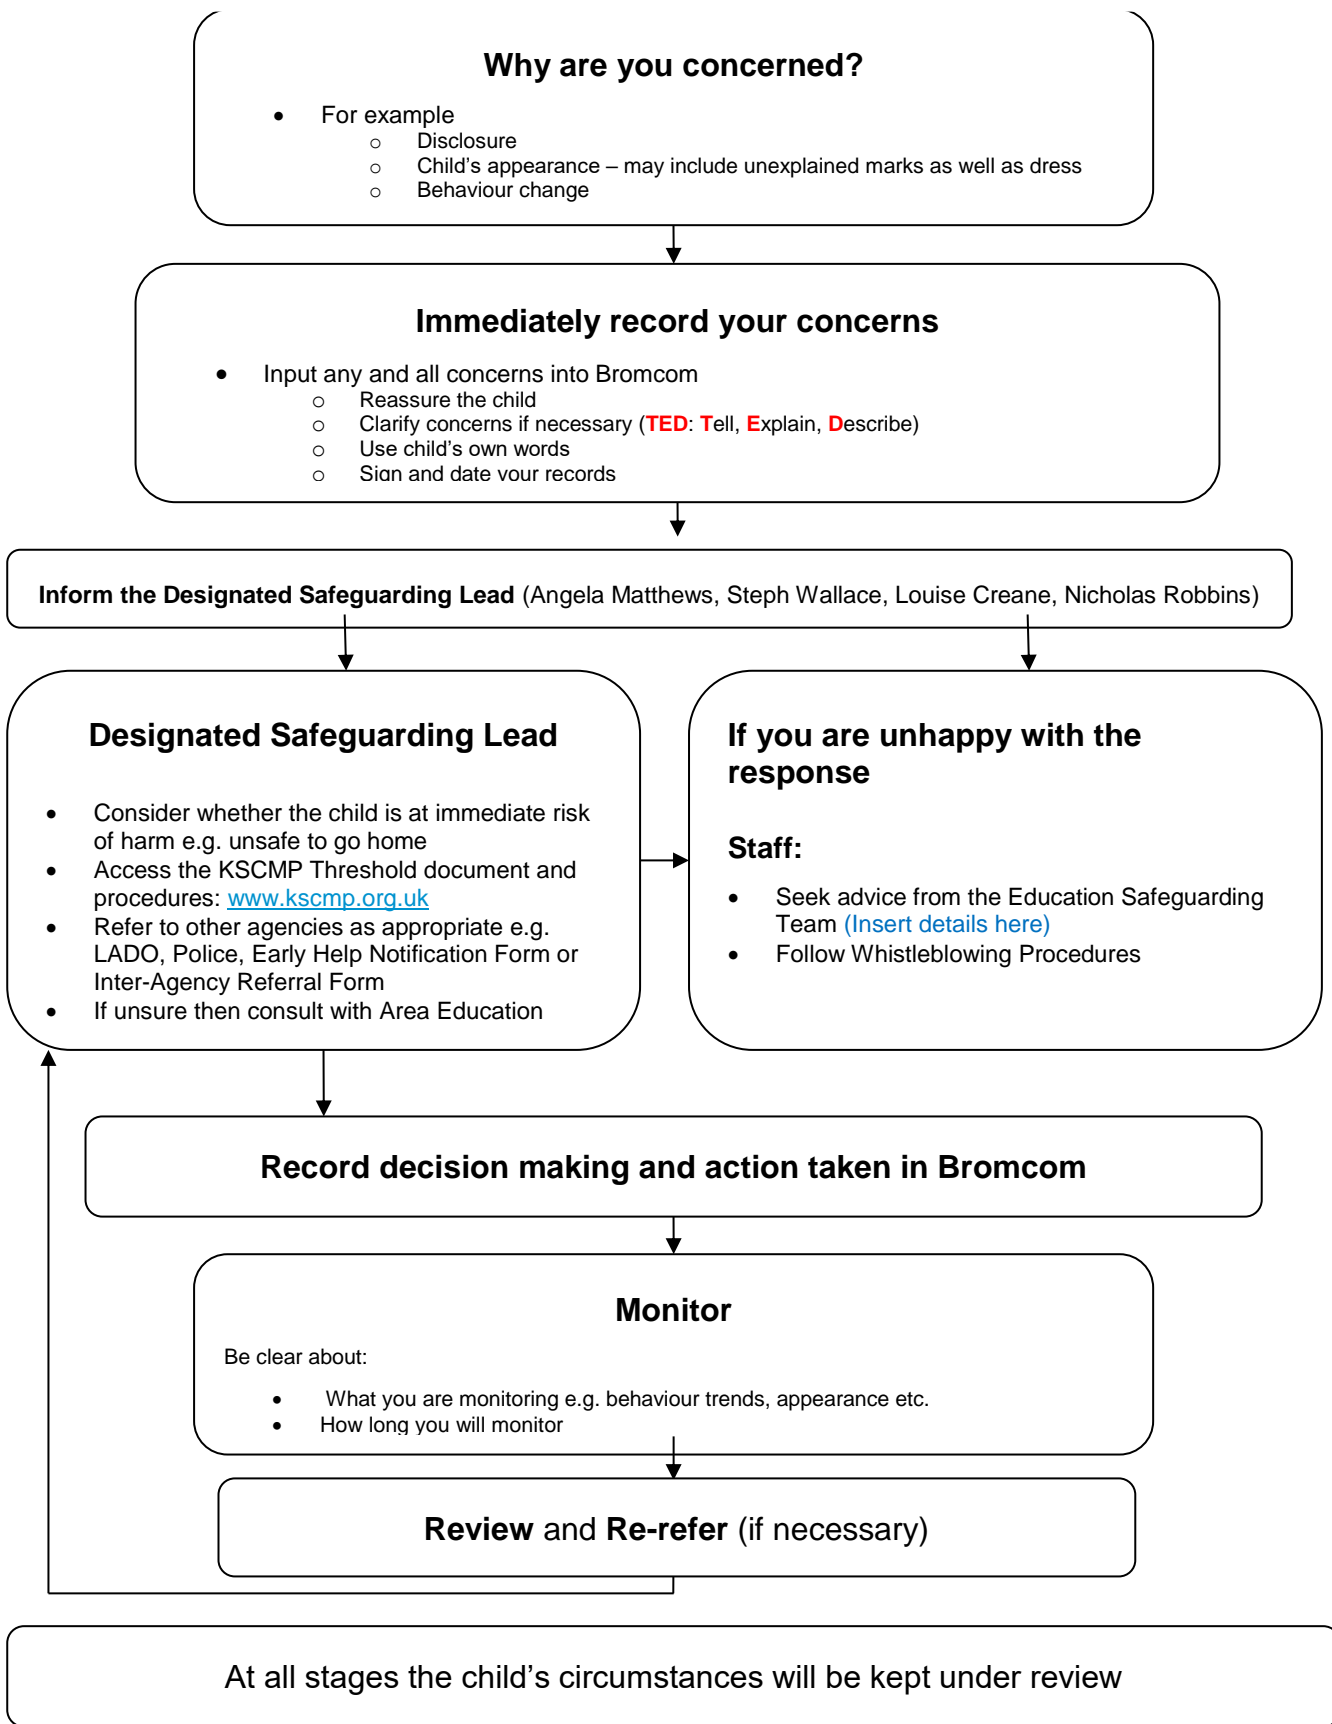 Why are you concerned?
• For example
o Disclosure
o Child’s appearance – may include unexplained marks as well as dress
o Behaviour change
Immediately record your concerns
• Input any and all concerns into Bromcom
o Reassure the child
o Clarify concerns if necessary (TED: Tell, Explain, Describe)
o Use child’s own words
o Sign and date your records
Inform the Designated Safeguarding Lead (Angela Matthews, Steph Wallace, Louise Creane, Nicholas Robbins)
Designated Safeguarding Lead
• Consider whether the child is at immediate risk
of harm e.g. unsafe to go home
• Access the KSCMP Threshold document and
procedures: www.kscmp.org.uk
• Refer to other agencies as appropriate e.g.
LADO, Police, Early Help Notification Form or
Inter-Agency Referral Form
• If unsure then consult with Area Education
If you are unhappy with the
response
Staff:
• Seek advice from the Education Safeguarding
Team (Insert details here)
• Follow Whistleblowing Procedures
Record decision making and action taken in Bromcom
Monitor
Be clear about:
• What you are monitoring e.g. behaviour trends, appearance etc.
• How long you will monitor
Review and Re-refer (if necessary)
At all stages the child’s circumstances will be kept under review